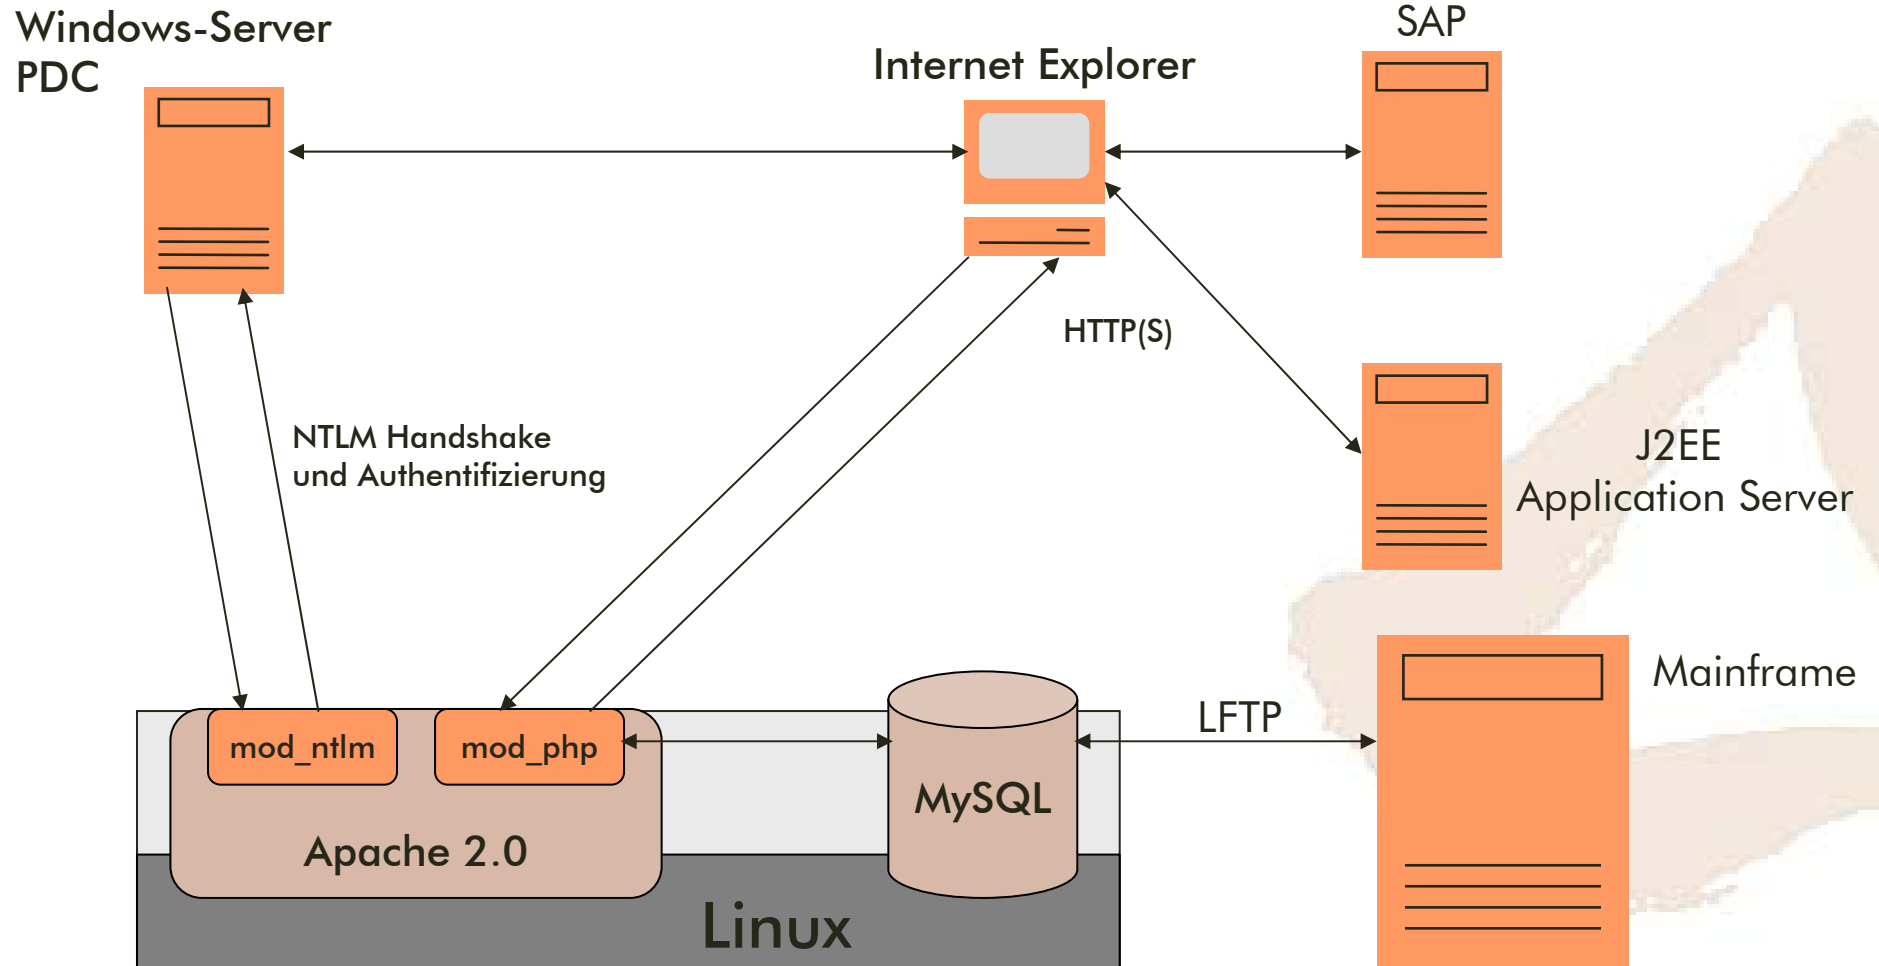 Windows-Server
PDC
Internet Explorer
SAP
HTTP(S)
NTLM Handshake
und Authentifizierung
J2EE
Application Server
Mainframe
LFTP
mod_ntlm
mod_php
MySQL
Apache 2.0
Linux